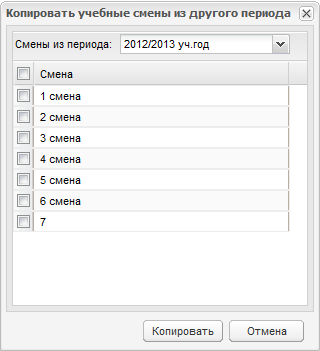 Копировать учебные смены из другого периода
Смены из периода: 2012/2013 уч.год
Смена
1 смена
2 смена
3 смена
4 смена
5 смена
6 смена
7
Копировать Отмена